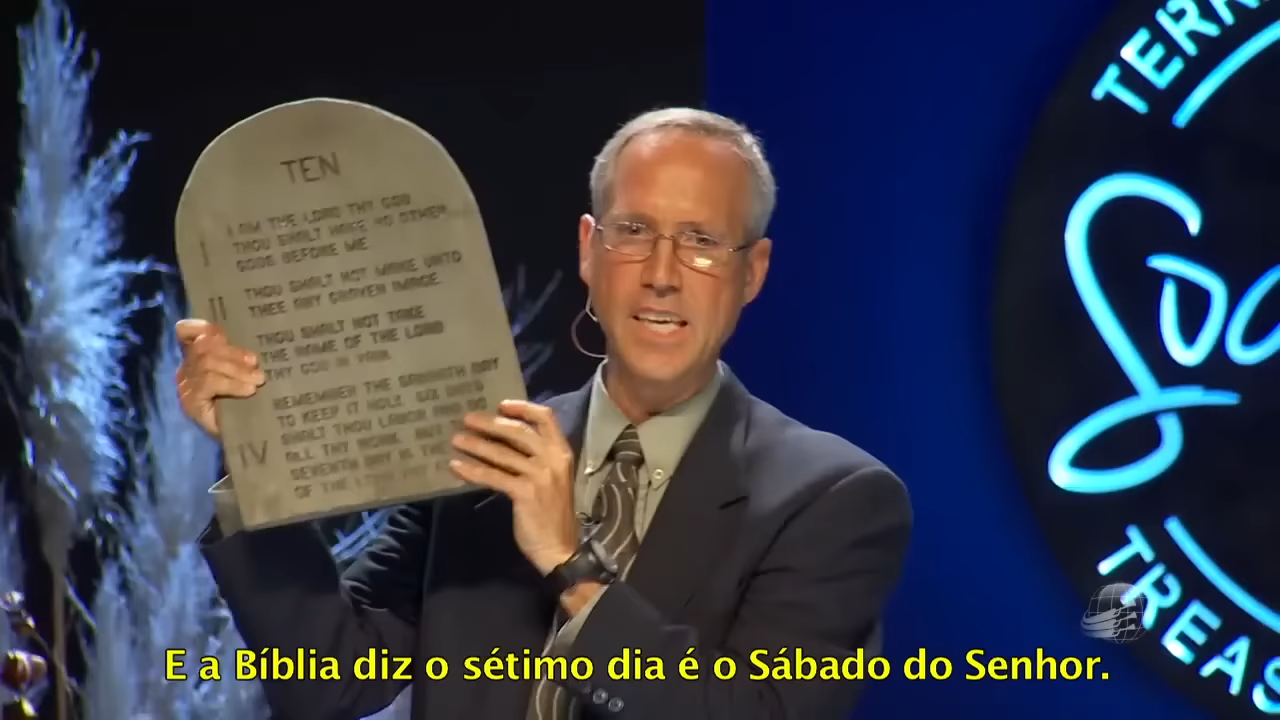 TEN
I AM THE LORD THY GOD
THOU SHALT HAVE NO OTHER
GODS BEFORE ME
I
THOU SHALT NOT MAKE UNTO
THEE ANY GRAVEN IMAGE.
II
THOU SHALT NOT TAKE
THE NAME OF THE LORD
THY GOD IN VAIN.
REMEMBER THE SABBATH DAY
TO KEEP IT HOLY. SIX DAYS
SHALT THOU LABOR AND DO
ALL THY WORK. BUT
IV
SEVENTH DAY IS THE
OF THE
TERRA
TREAS
E a Bíblia diz o sétimo dia é o Sábado do Senhor.